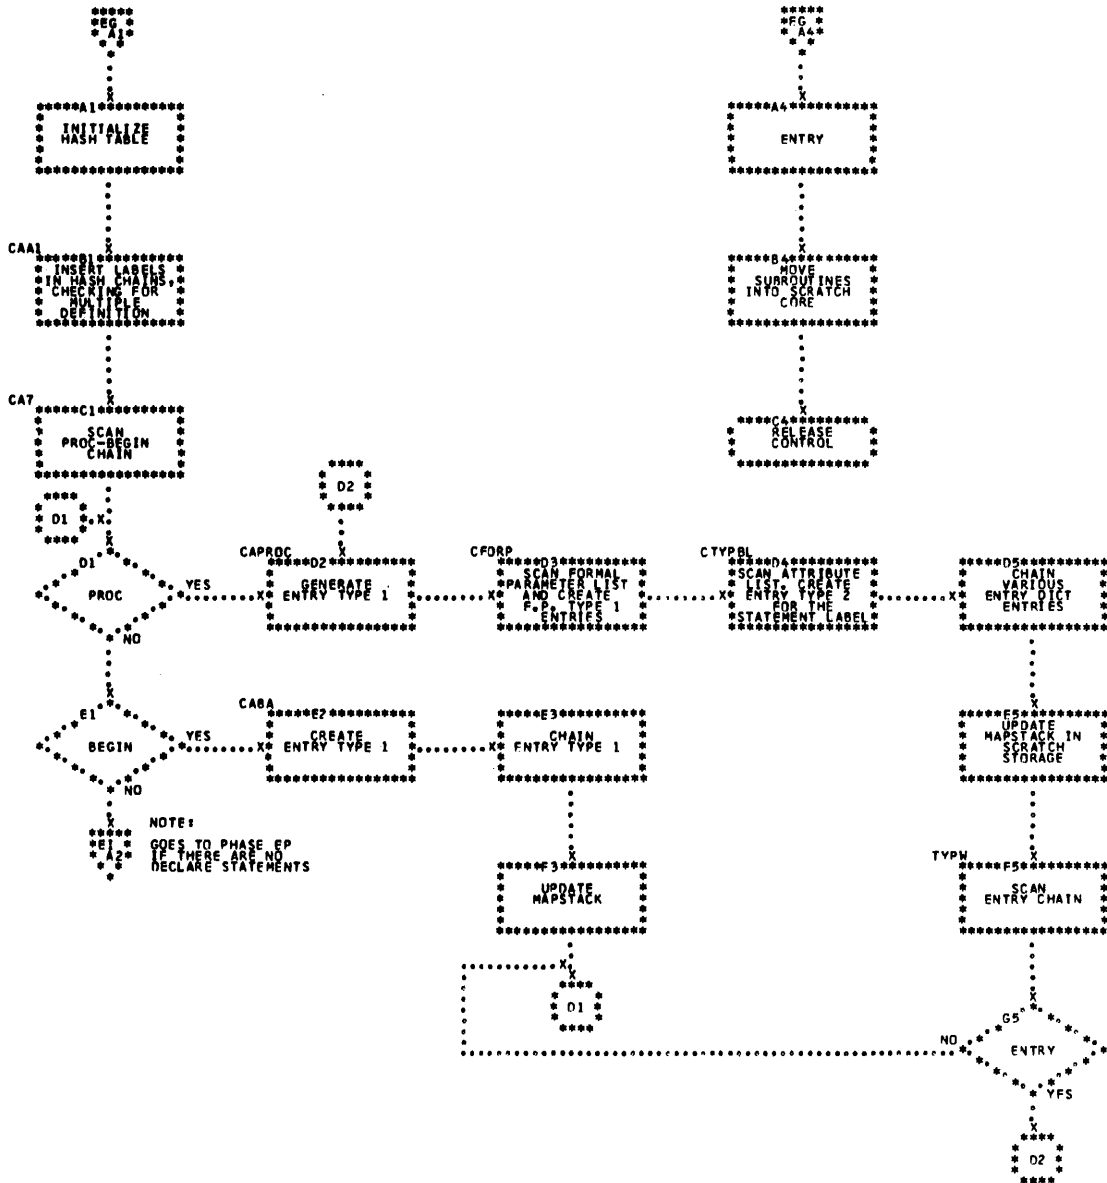 EG
A1
EG
A4
A1
INITIALIZE
HASH TABLE
A4
ENTRY
CAA1
B1
INSERT LABELS
IN HASH CHAINS,
CHECKING FOR
MULTIPLE
DEFINITION
B4
MOVE
SUBROUTINES
INTO SCRATCH
CORE
CA7
C1
SCAN
PROC-BEGIN
CHAIN
C4
RELEASE
CONTROL
D2
D1
D1
PROC
YES
NO
CAPROC
D2
GENERATE
ENTRY TYPE 1
CFORP
D3
SCAN FORMAL
PARAMETER LIST
AND CREATE
F.P. TYPE 1
ENTRIES
CTYPBL
D4
SCAN ATTRIBUTE
LIST, CREATE
ENTRY TYPE 2
FOR THE
STATEMENT LABEL
D5
CHAIN
VARIOUS
ENTRY DICT
ENTRIES
E1
BEGIN
YES
NO
CABA
E2
CREATE
ENTRY TYPE 1
E3
CHAIN
ENTRY TYPE 1
E5
UPDATE
MAPSTACK IN
SCRATCH
STORAGE
EI
A2
NOTE:
GOES TO PHASE EP
IF THERE ARE NO
DECLARE STATEMENTS
F3
UPDATE
MAPSTACK
TYPW
F5
SCAN
ENTRY CHAIN
D1
G5
ENTRY
NO
YES
D2